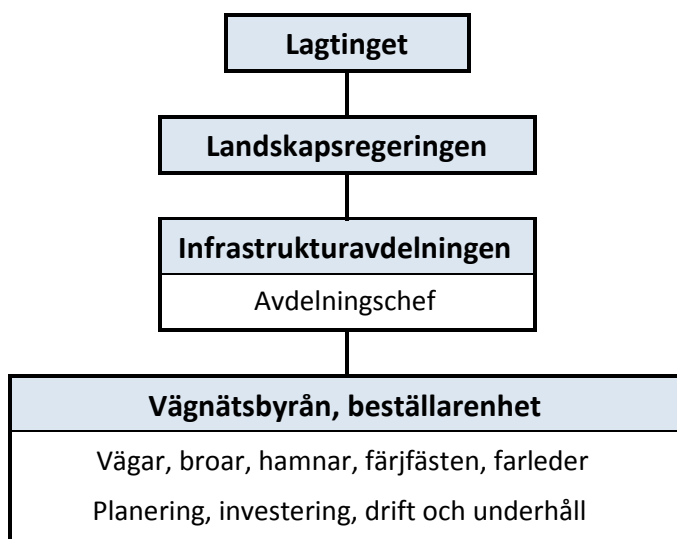 Lagtinget
Landskapsregeringen
Infrastrukturavdelningen
Avdelningschef
Vägnätsbyrån, beställarenhet
Vägar, broar, hamnar, färjfästen, farleder
Planering, investering, drift och underhåll